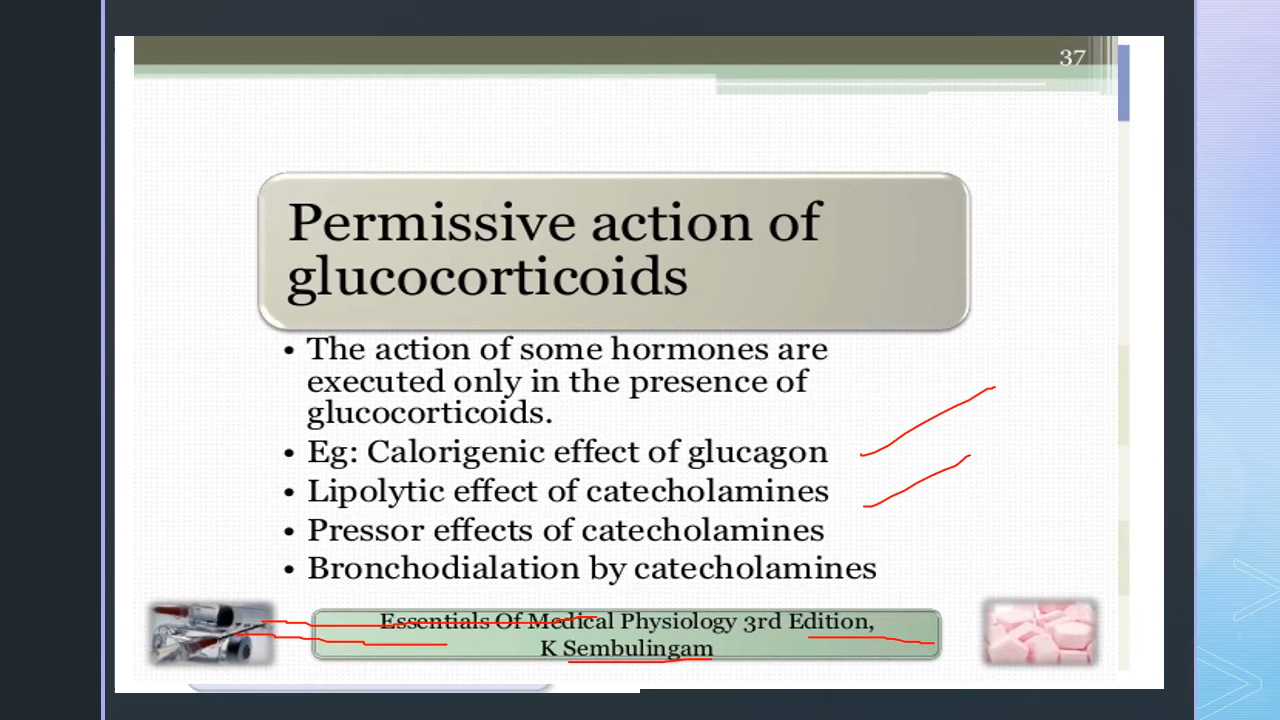 37
Permissive action of
glucocorticoids
• The action of some hormones are
executed only in the presence of
glucocorticoids.
• Eg: Calorigenic effect of glucagon
• Lipolytic effect of catecholamines
• Pressor effects of catecholamines
• Bronchodialation by catecholamines
Essentials Of Medical Physiology 3rd Edition,
K Sembulingam